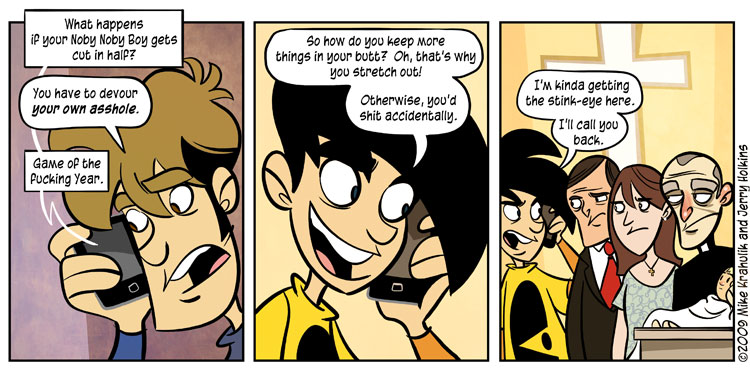 What happens
if your Noby Noby Boy gets
cut in half?
You have to devour
your own asshole.
Game of the
Fucking Year.
So how do you keep more
things in your butt? Oh, that's why
you stretch out!
Otherwise, you'd
shit accidentally.
I'm kinda getting
the stink-eye here.
I'll call you
back.
©2009 Mike Krahulik and Jerry Holkins